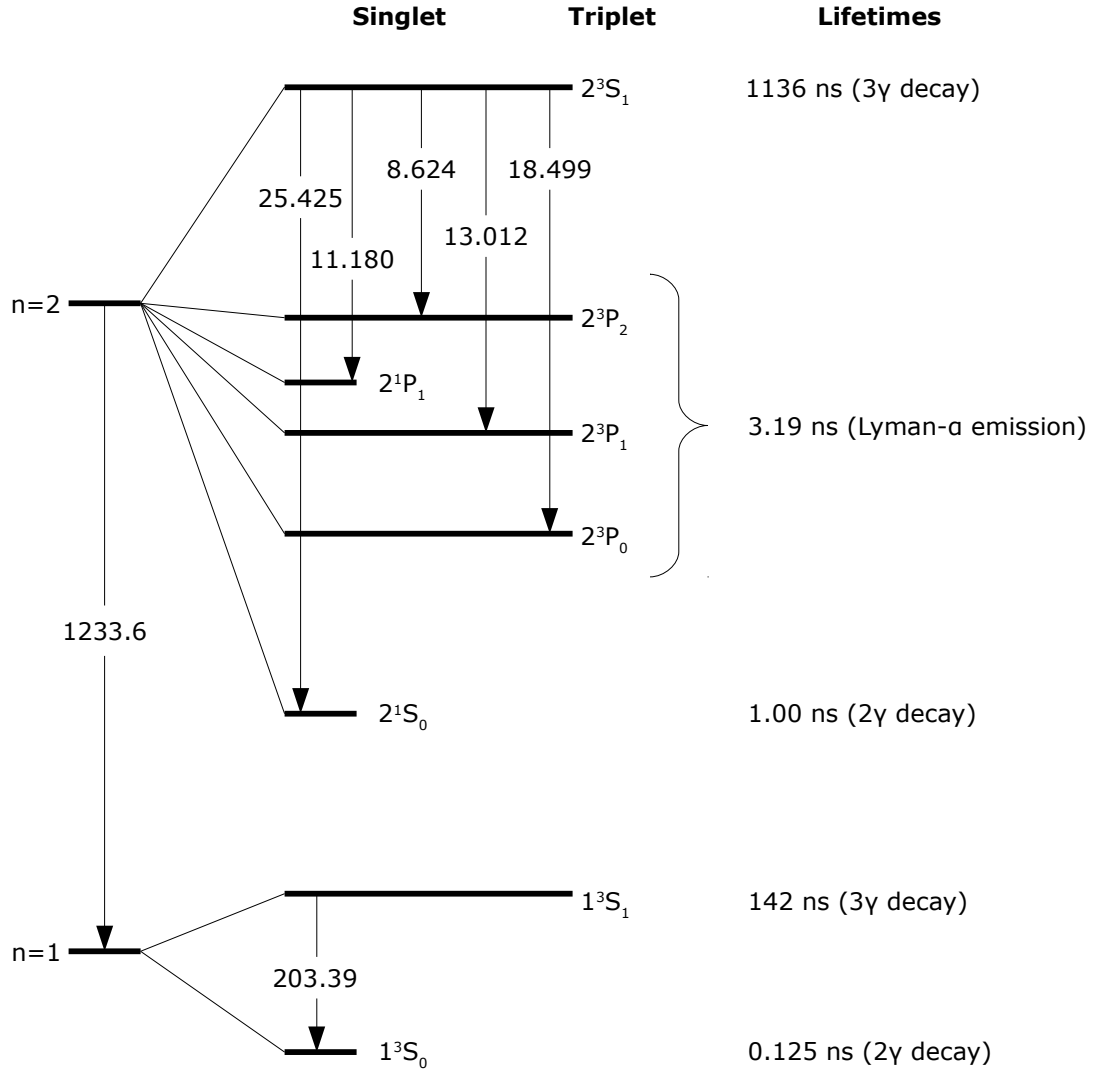 Singlet Triplet Lifetimes
2³S₁ 1136 ns (3γ decay)
8.624 18.499
25.425
13.012
11.180
n=2
2³P₂
2¹P₁
2³P₁ 3.19 ns (Lyman-α emission)
2³P₀
1233.6
2¹S₀ 1.00 ns (2γ decay)
1³S₁ 142 ns (3γ decay)
n=1
203.39
1³S₀ 0.125 ns (2γ decay)